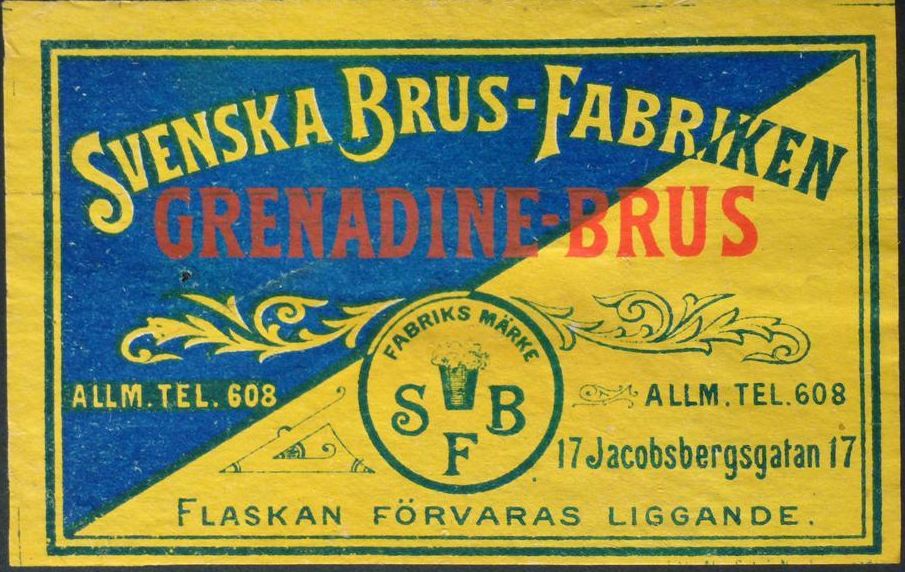 SVENSKA BRUS-FABRIKEN
GRENADINE-BRUS
FABRIKS MÄRKE
S B
F
ALLM. TEL. 608
ALLM. TEL. 608
17 Jacobsbergsgatan 17
FLASKAN FÖRVARAS LIGGANDE.